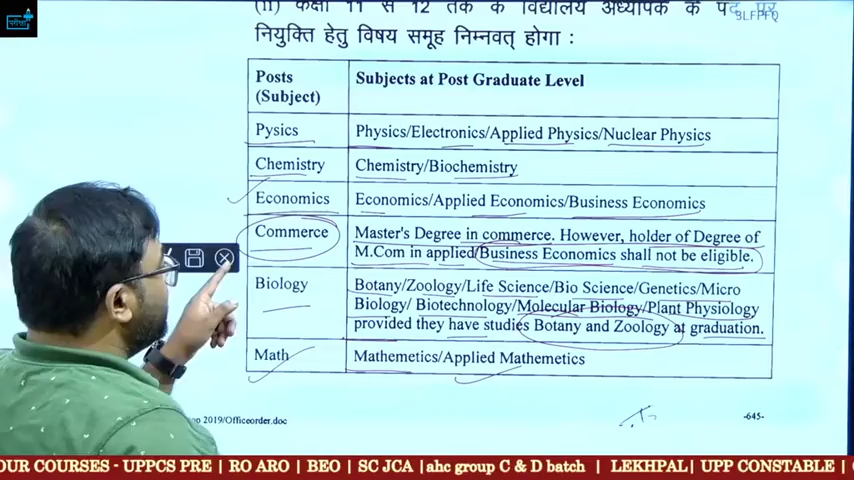 परीक्षा
(ii) कक्षा 11 से 12 तक के विद्यालय अध्यापक के पद पर
3LFPFQ
नियुक्ति हेतु विषय समूह निम्नवत् होगा :
Posts (Subject) Subjects at Post Graduate Level
Pysics Physics/Electronics/Applied Physics/Nuclear Physics
Chemistry Chemistry/Biochemistry
Economics Economics/Applied Economics/Business Economics
Commerce Master's Degree in commerce. However, holder of Degree of
M.Com in applied/Business Economics shall not be eligible.
Biology Botany/Zoology/Life Science/Bio Science/Genetics/Micro
Biology/ Biotechnology/Molecular Biology/Plant Physiology
provided they have studies Botany and Zoology at graduation.
Math Mathemetics/Applied Mathemetics
2019/Officeorder.doc -645-
OUR COURSES - UPPCS PRE | RO ARO | BEO | SC JCA |ahc group C & D batch | LEKHPAL| UPP CONSTABLE |